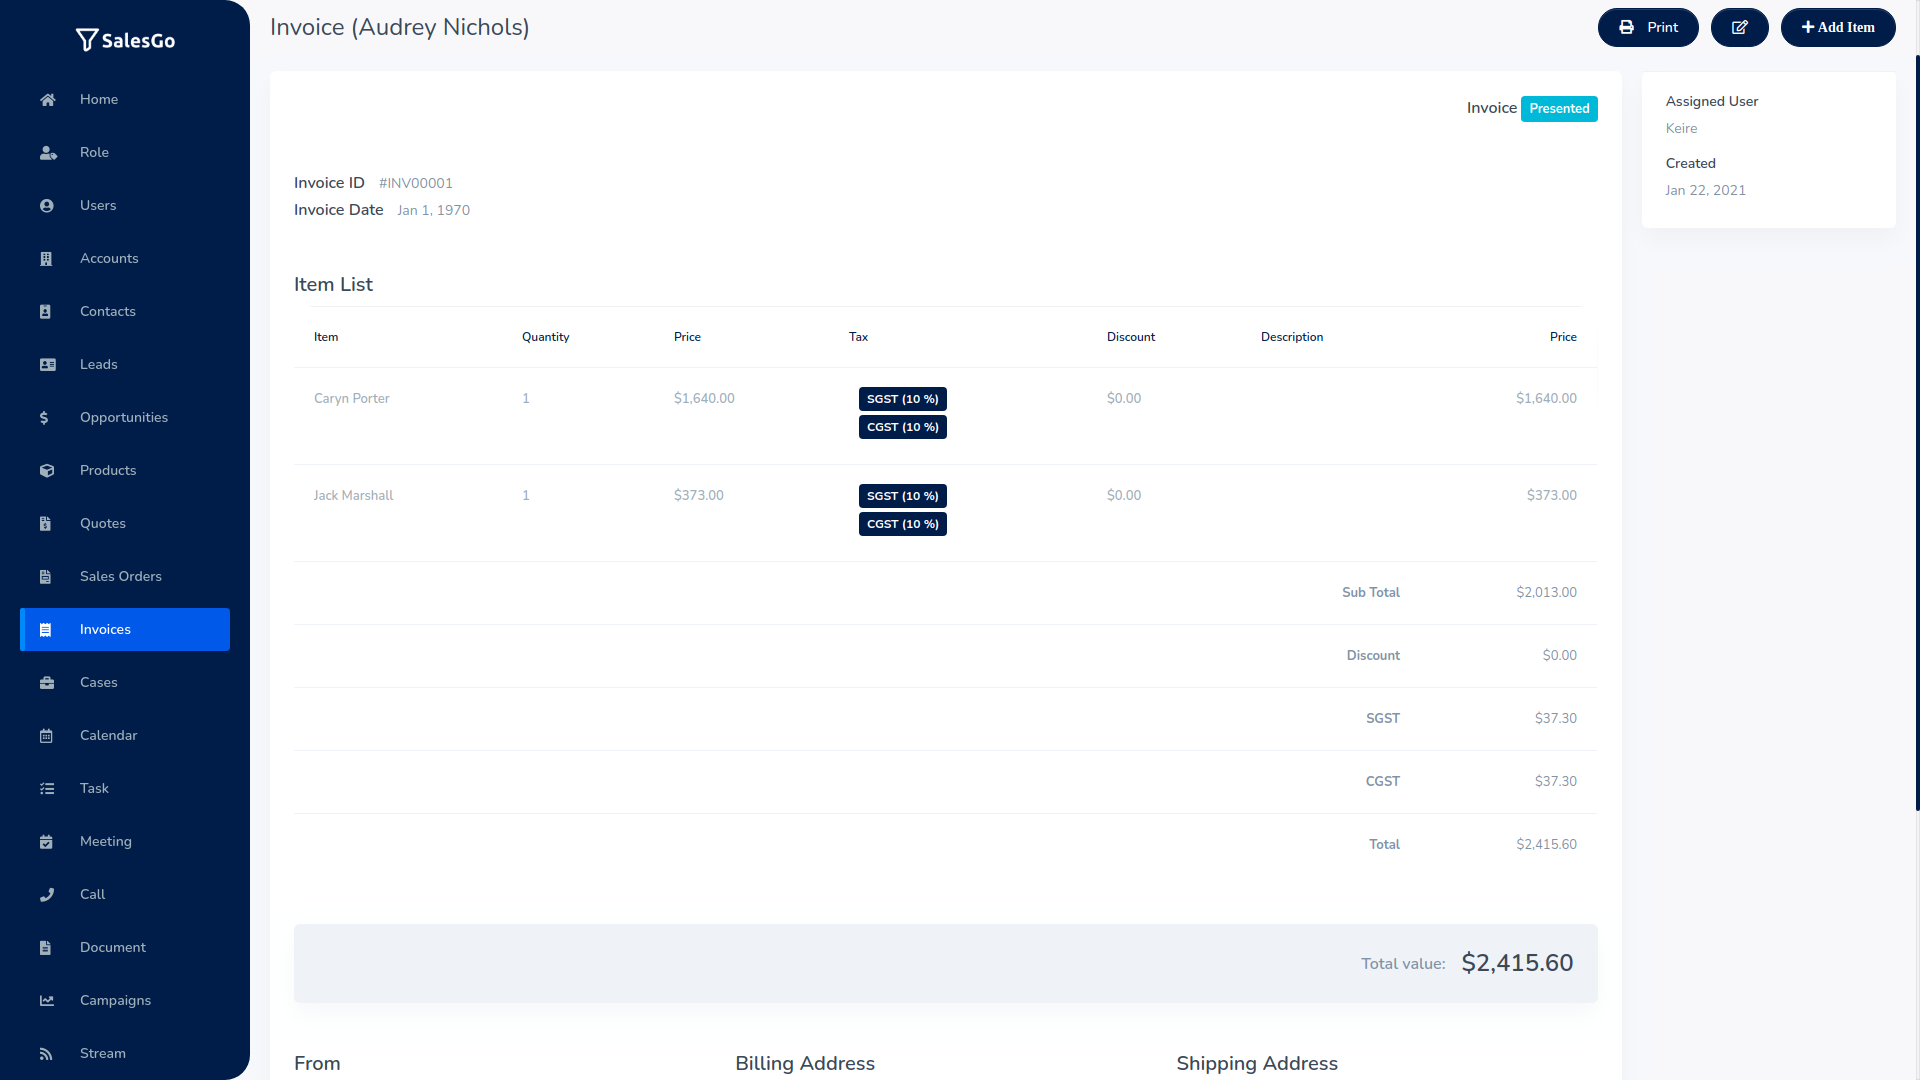 SalesGo
Home
Role
Users
Accounts
Contacts
Leads
Opportunities
Products
Quotes
Sales Orders
Invoices
Cases
Calendar
Task
Meeting
Call
Document
Campaigns
Stream
Invoice (Audrey Nichols)
Print
Add Item
Invoice Presented
Invoice ID #INV00001
Invoice Date Jan 1, 1970
Item List
Item Quantity Price Tax Discount Description Price
Caryn Porter 1 $1,640.00 SGST (10 %) $0.00 $1,640.00
CGST (10 %)
Jack Marshall 1 $373.00 SGST (10 %) $0.00 $373.00
CGST (10 %)
Sub Total $2,013.00
Discount $0.00
SGST $37.30
CGST $37.30
Total $2,415.60
Total value: $2,415.60
From Billing Address Shipping Address
Assigned User
Keire
Created
Jan 22, 2021